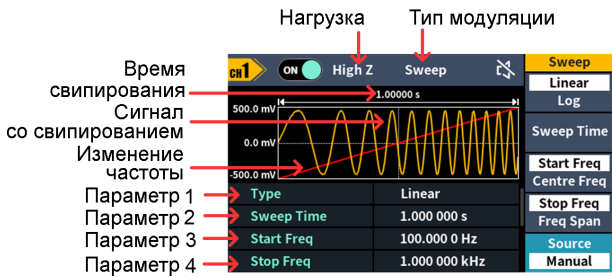 Нагрузка
Тип модуляции
CH1
ON
High Z
Sweep
Sweep
Время
свипирования
1.00000 s
Linear
Log
Сигнал
со свипированием
500.0 mV
0.0 mV
-500.0 mV
Sweep Time
Изменение
частоты
Start Freq
Centre Freq
Параметр 1
Type
Linear
Параметр 2
Sweep Time
1.000 000 s
Stop Freq
Freq Span
Параметр 3
Start Freq
100.000 0 Hz
Source
Manual
Параметр 4
Stop Freq
1.000 000 kHz